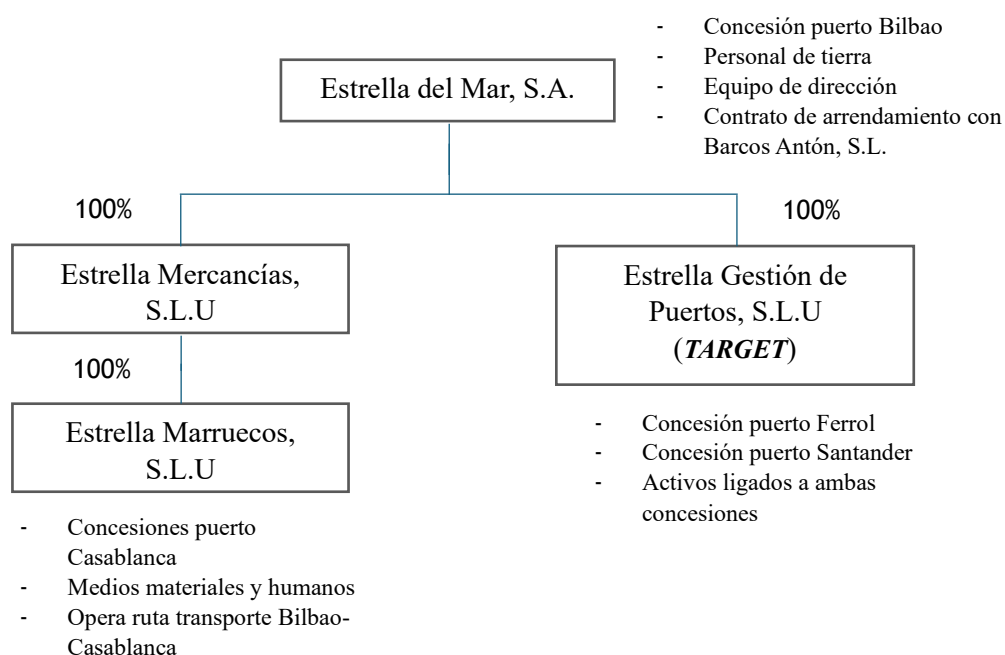 - Concesión puerto Bilbao
- Personal de tierra
- Equipo de dirección
- Contrato de arrendamiento con
Barcos Antón, S.L.
Estrella del Mar, S.A.
100%
100%
Estrella Mercancías,
S.L.U
Estrella Gestión de
Puertos, S.L.U
(TARGET)
100%
Estrella Marruecos,
S.L.U
- Concesión puerto Ferrol
- Concesión puerto Santander
- Activos ligados a ambas
concesiones
- Concesiones puerto
Casablanca
- Medios materiales y humanos
- Opera ruta transporte Bilbao-
Casablanca